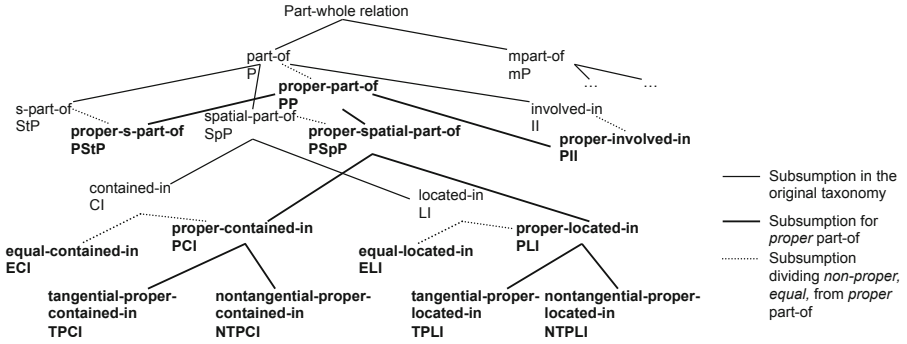 Part-whole relation
part-of
P
mpart-of
mP
... ...
proper-part-of
PP
s-part-of
StP
spatial-part-of
SpP
involved-in
II
proper-s-part-of
PStP
proper-spatial-part-of
PSpP
proper-involved-in
PII
contained-in
CI
located-in
LI
proper-contained-in
PCI
proper-located-in
PLI
equal-contained-in
ECI
equal-located-in
ELI
tangential-proper-
contained-in
TPCI
nontangential-proper-
contained-in
NTPCI
tangential-proper-
located-in
TPLI
nontangential-proper-
located-in
NTPLI
Subsumption in the
original taxonomy
Subsumption for
proper part-of
Subsumption
dividing non-proper,
equal, from proper
part-of